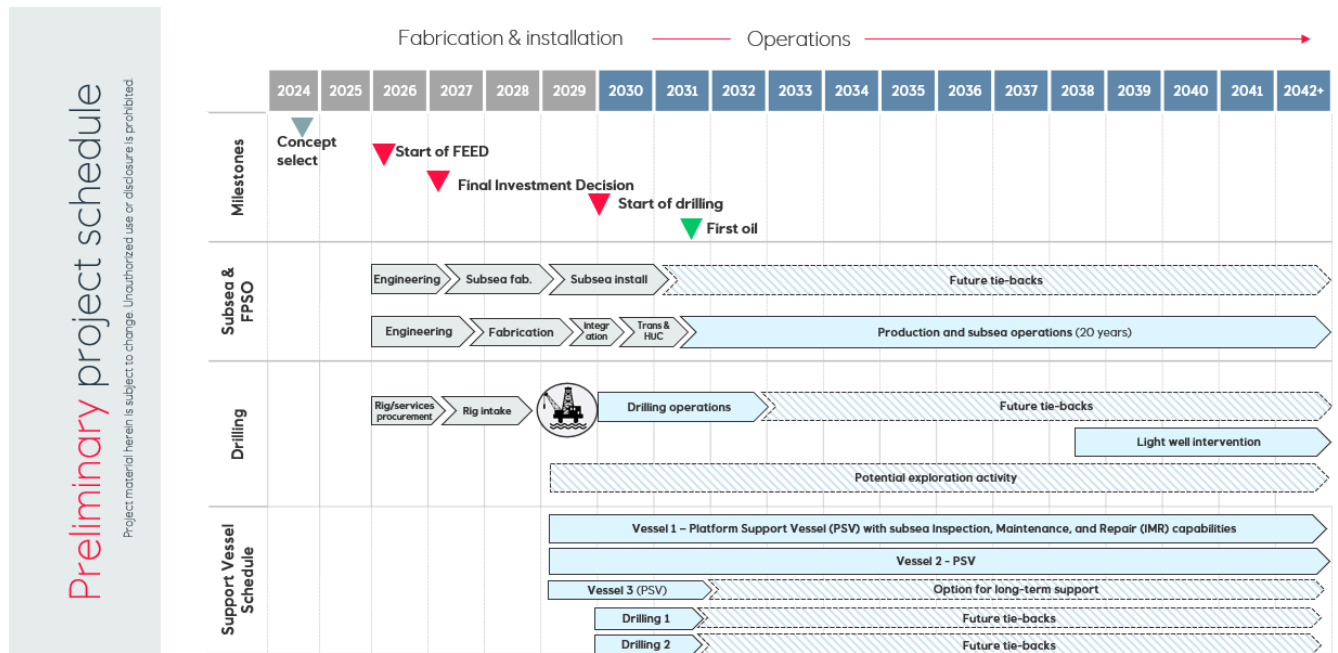 Preliminary project schedule
Project material herein is subject to change. Unauthorized use or disclosure is prohibited.
Fabrication & installation
Operations
2024 2025 2026 2027 2028 2029 2030 2031 2032 2033 2034 2035 2036 2037 2038 2039 2040 2041 2042+
Milestones
Concept
select
Start of FEED
Final Investment Decision
Start of drilling
First oil
Subsea &
FPSO
Engineering
Subsea fab.
Subsea install
Future tie-backs
Engineering
Fabrication
Integr
ation
Trans &
HUC
Production and subsea operations (20 years)
Drilling
Rig/services
procurement
Rig intake
Drilling operations
Future tie-backs
Light well intervention
Potential exploration activity
Support Vessel
Schedule
Vessel 1 – Platform Support Vessel (PSV) with subsea Inspection, Maintenance, and Repair (IMR) capabilities
Vessel 2 - PSV
Vessel 3 (PSV)
Option for long-term support
Drilling 1
Future tie-backs
Drilling 2
Future tie-backs